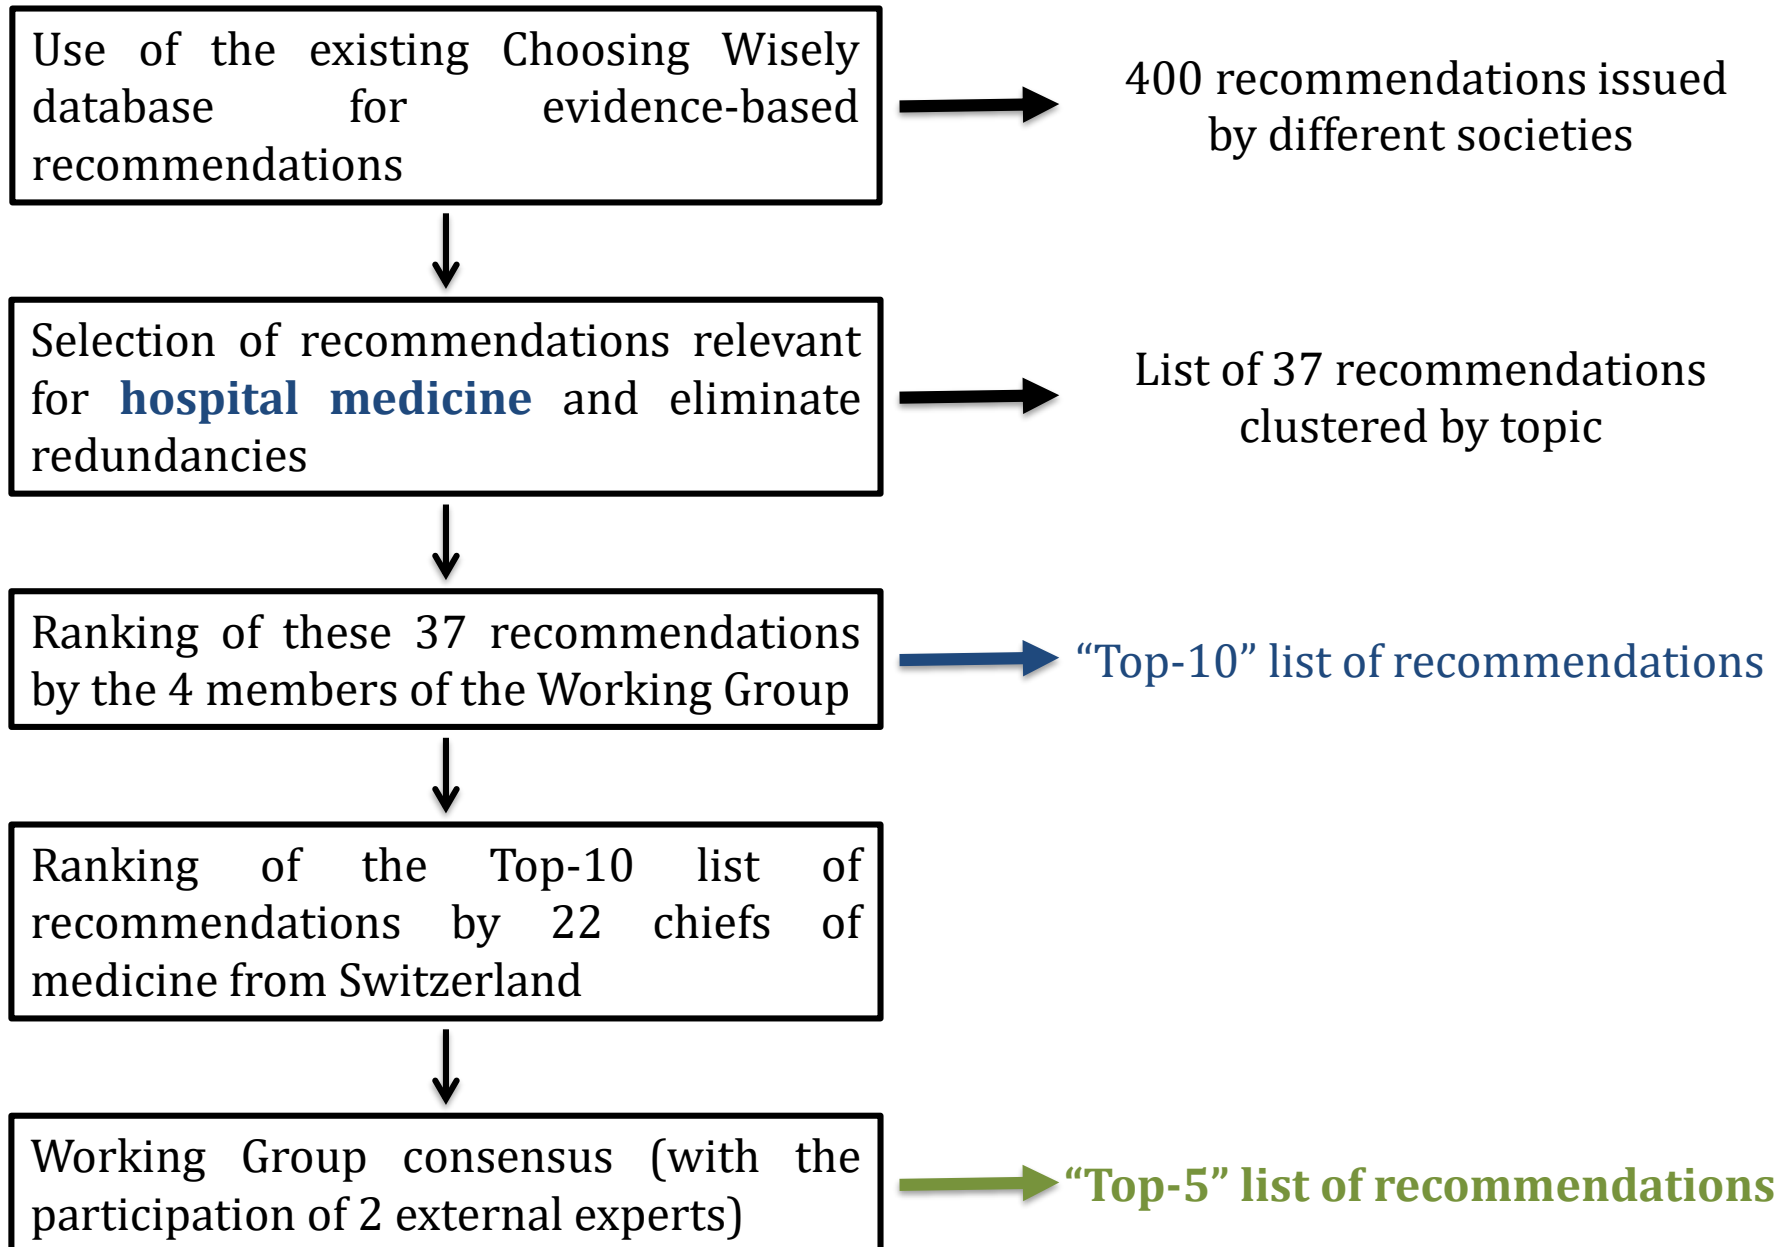 Use of the existing Choosing Wisely
database for evidence-based
recommendations
400 recommendations issued
by different societies
Selection of recommendations relevant
for hospital medicine and eliminate
redundancies
List of 37 recommendations
clustered by topic
Ranking of these 37 recommendations
by the 4 members of the Working Group
“Top-10” list of recommendations
Ranking of the Top-10 list of
recommendations by 22 chiefs of
medicine from Switzerland
Working Group consensus (with the
participation of 2 external experts)
“Top-5” list of recommendations